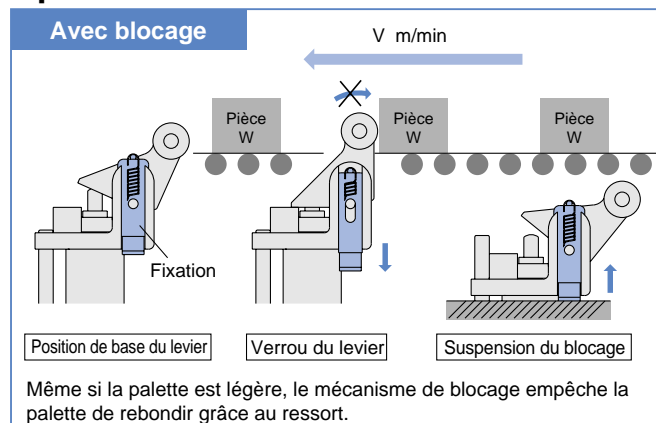 Avec blocage
V m/min
Pièce
W
Pièce
W
Pièce
W
Fixation
Position de base du levier
Verrou du levier
Suspension du blocage
Même si la palette est légère, le mécanisme de blocage empêche la
palette de rebondir grâce au ressort.